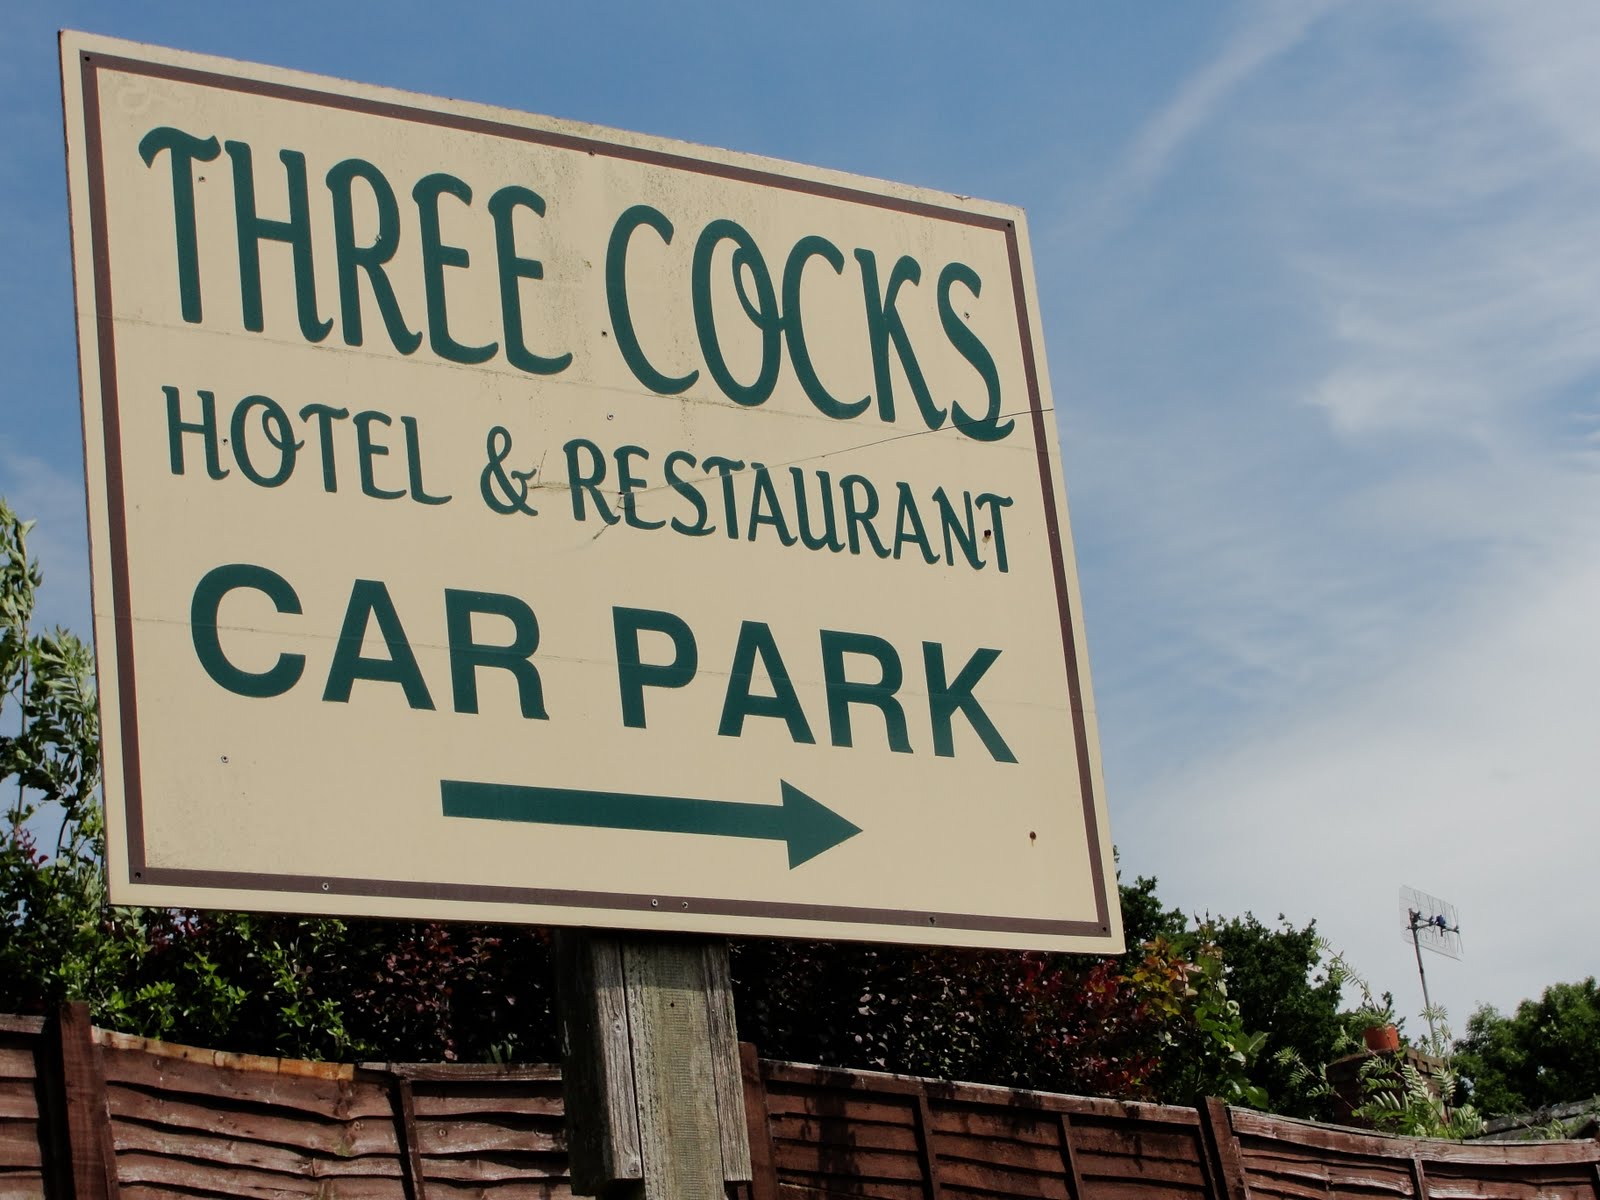 THREE COCKS
HOTEL & RESTAURANT
CAR PARK